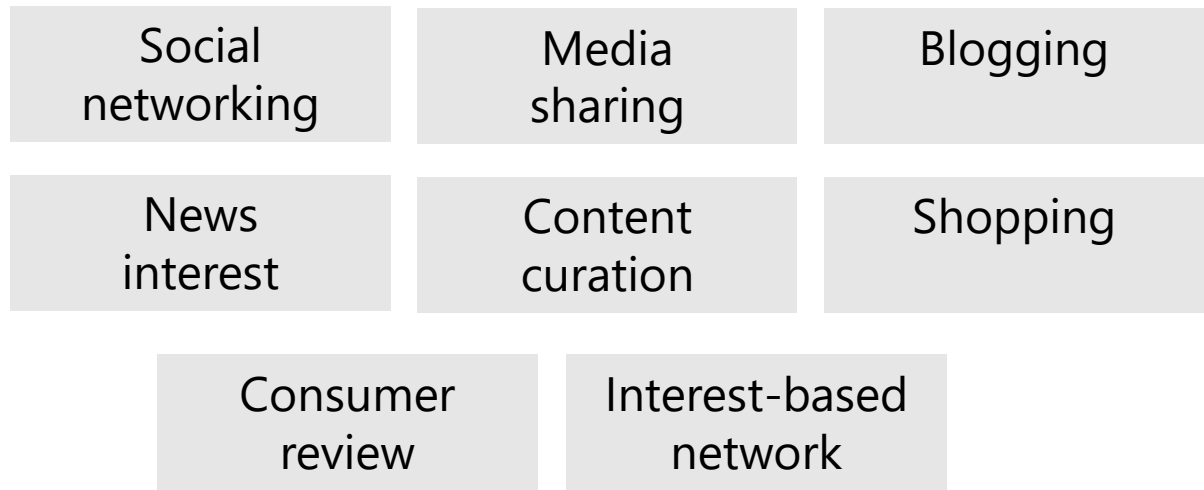 Social
networking
Media
sharing
Blogging
News
interest
Content
curation
Shopping
Consumer
review
Interest-based
network